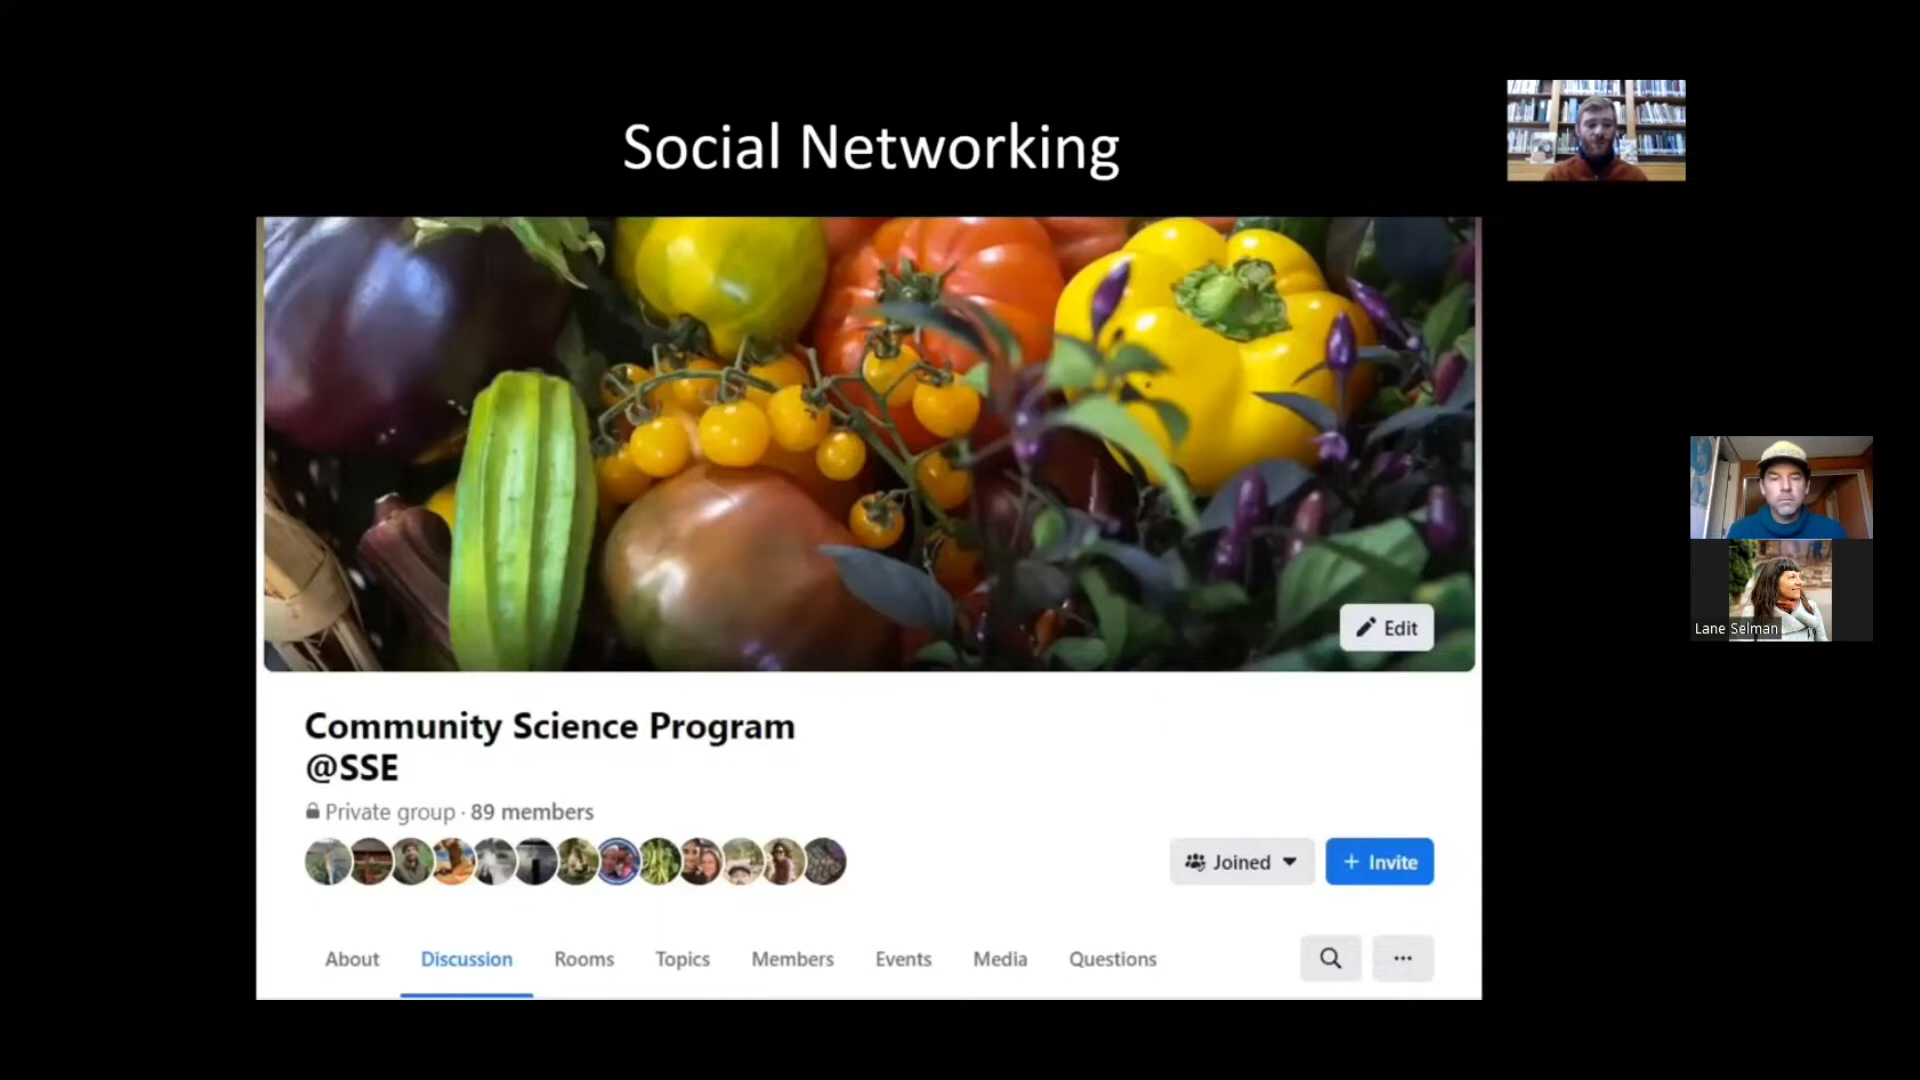 Social Networking
Edit
Community Science Program
@SSE
Private group · 89 members
Joined
+ Invite
About Discussion Rooms Topics Members Events Media Questions
Lane Selman